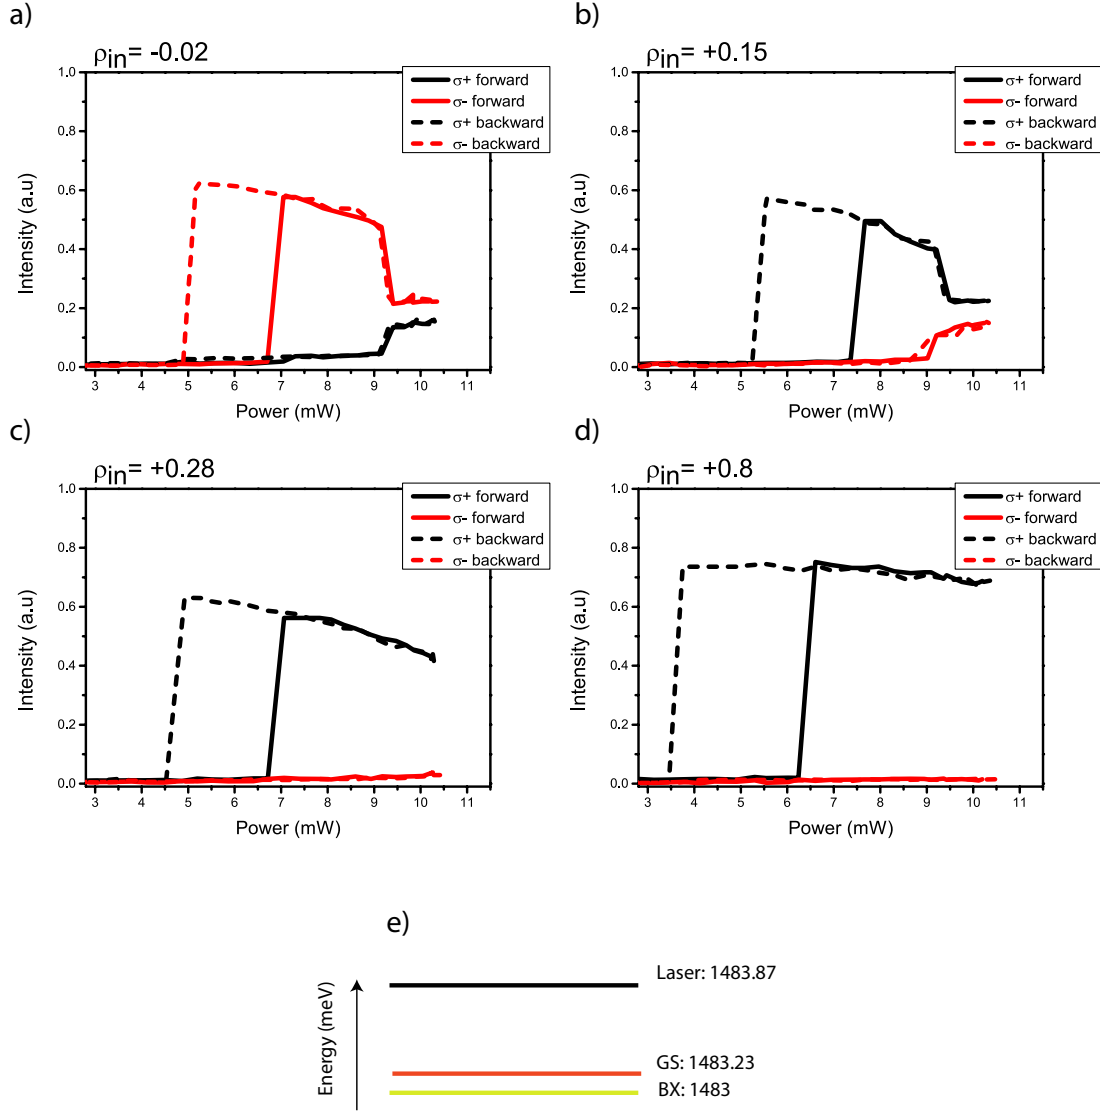 a)
ρin= -0.02
1.0
0.8
0.6
0.4
0.2
0.0
Intensity (a.u)
3 4 5 6 7 8 9 10 11
Power (mW)
σ+ forward
σ- forward
σ+ backward
σ- backward
b)
ρin= +0.15
1.0
0.8
0.6
0.4
0.2
0.0
Intensity (a.u)
3 4 5 6 7 8 9 10 11
Power (mW)
σ+ forward
σ- forward
σ+ backward
σ- backward
c)
ρin= +0.28
1.0
0.8
0.6
0.4
0.2
0.0
Intensity (a.u)
3 4 5 6 7 8 9 10 11
Power (mW)
σ+ forward
σ- forward
σ+ backward
σ- backward
d)
ρin= +0.8
1.0
0.8
0.6
0.4
0.2
0.0
Intensity (a.u)
3 4 5 6 7 8 9 10 11
Power (mW)
σ+ forward
σ- forward
σ+ backward
σ- backward
e)
Energy (meV)
Laser: 1483.87
GS: 1483.23
BX: 1483